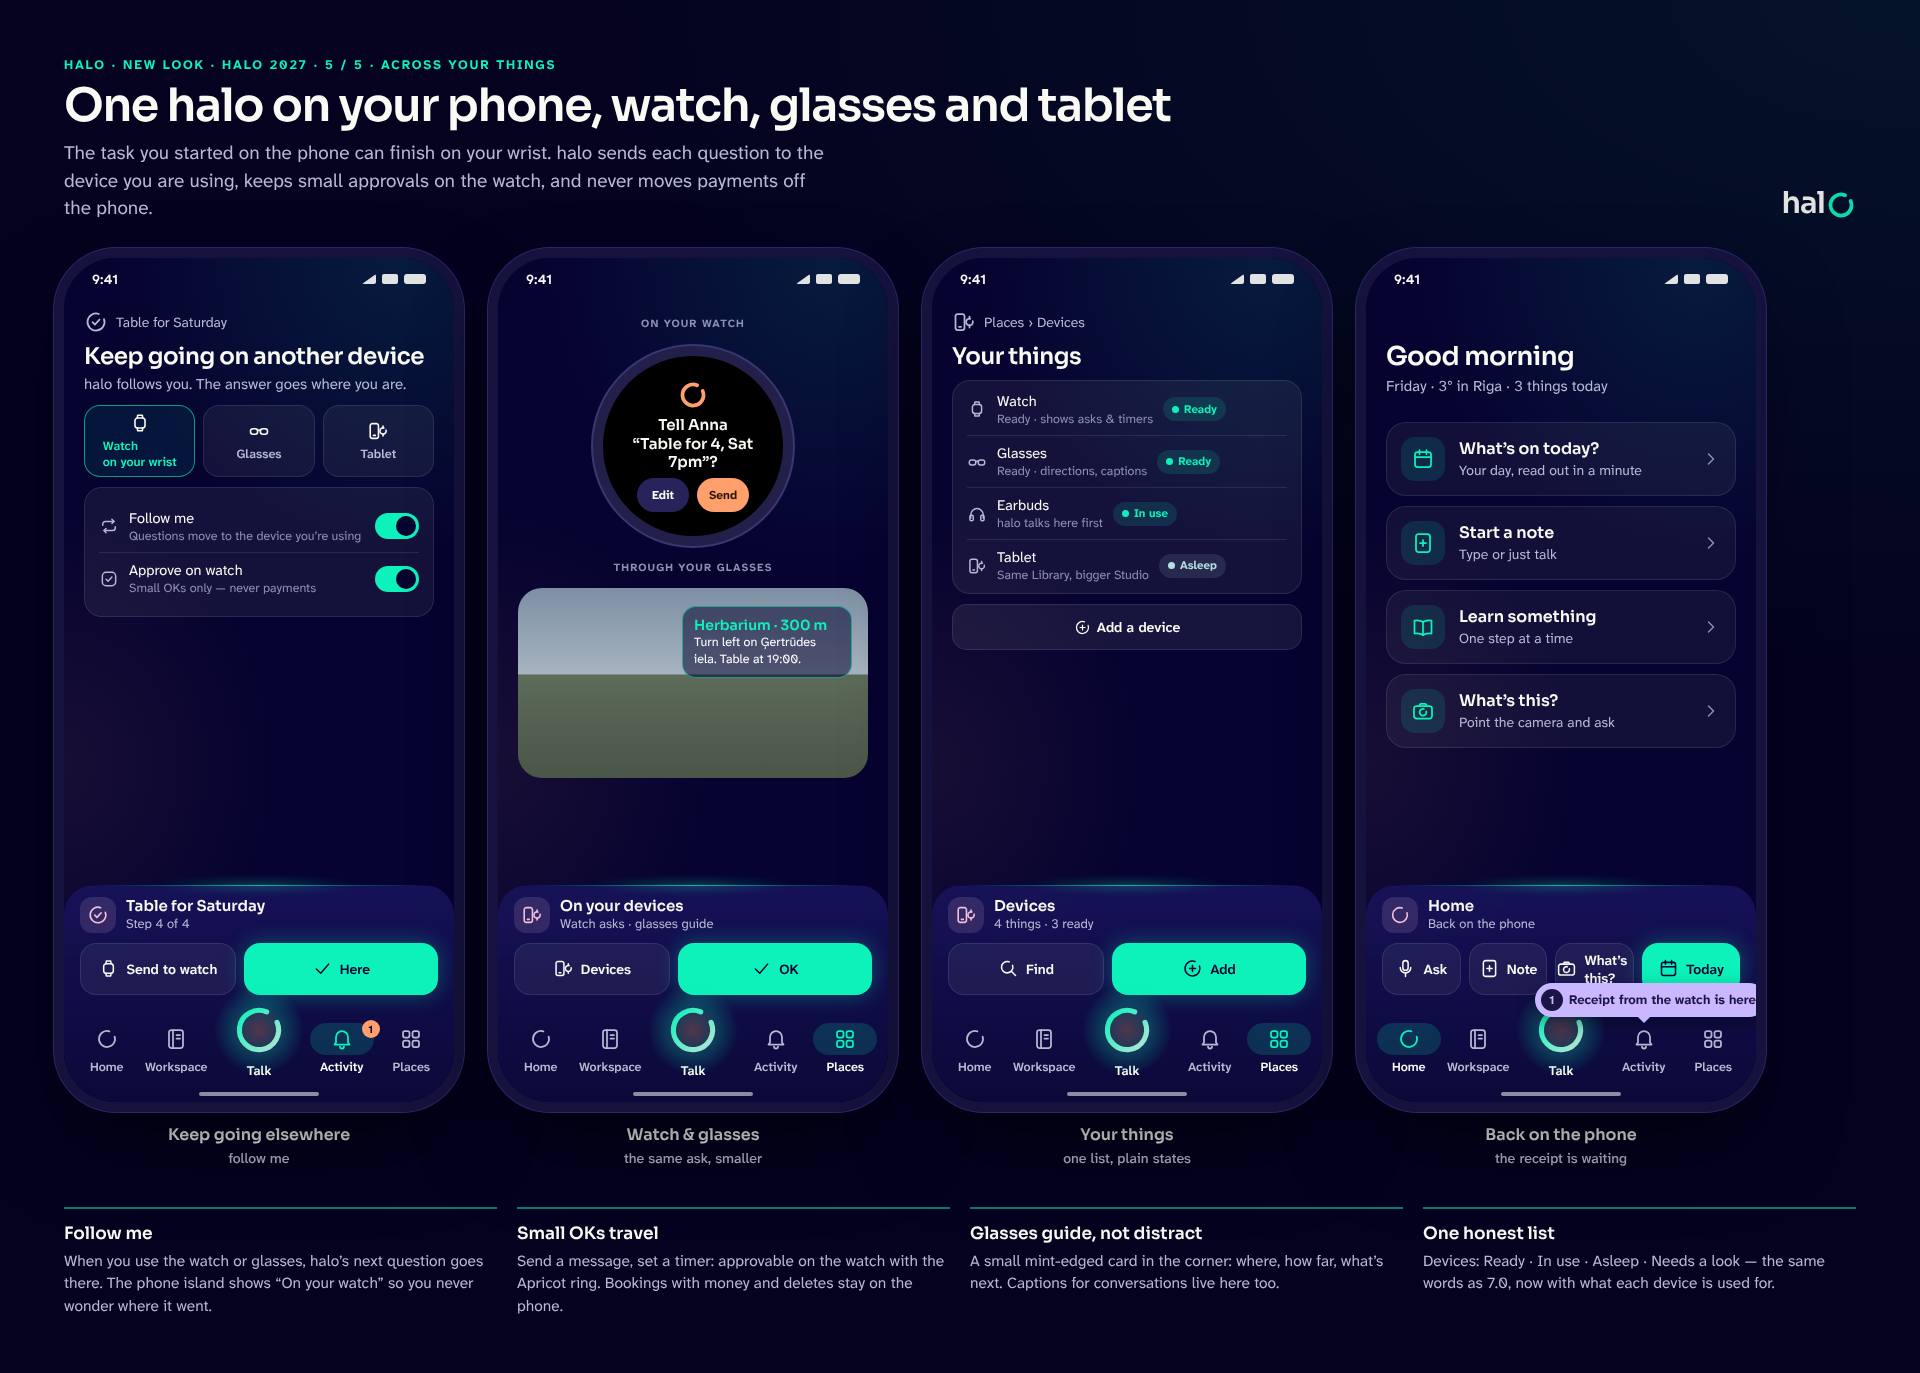 HALO · NEW LOOK · HALO 2027 · 5 / 5 · ACROSS YOUR THINGS
One halo on your phone, watch, glasses and tablet
The task you started on the phone can finish on your wrist. halo sends each question to the
device you are using, keeps small approvals on the watch, and never moves payments off
the phone.
halo
9:41
Table for Saturday
Keep going on another device
halo follows you. The answer goes where you are.
Watch
on your wrist
Glasses
Tablet
Follow me
Questions move to the device you're using
Approve on watch
Small OKs only — never payments
Table for Saturday
Step 4 of 4
Send to watch
Here
Home
Workspace
Talk
Activity
1
Places
Keep going elsewhere
follow me
9:41
ON YOUR WATCH
Tell Anna
“Table for 4, Sat
7pm”?
Edit
Send
THROUGH YOUR GLASSES
Herbarium · 300 m
Turn left on Ģertrūdes
iela. Table at 19:00.
On your devices
Watch asks · glasses guide
Devices
OK
Home
Workspace
Talk
Activity
Places
Watch & glasses
the same ask, smaller
9:41
Places › Devices
Your things
Watch
Ready · shows asks & timers
Ready
Glasses
Ready · directions, captions
Ready
Earbuds
halo talks here first
In use
Tablet
Same Library, bigger Studio
Asleep
Add a device
Devices
4 things · 3 ready
Find
Add
Home
Workspace
Talk
Activity
Places
Your things
one list, plain states
9:41
Good morning
Friday · 3° in Riga · 3 things today
What’s on today?
Your day, read out in a minute
Start a note
Type or just talk
Learn something
One step at a time
What’s this?
Point the camera and ask
Home
Back on the phone
Ask
Note
What’s
this?
Today
1 Receipt from the watch is here
Home
Workspace
Talk
Activity
Places
Back on the phone
the receipt is waiting
Follow me
When you use the watch or glasses, halo’s next question goes
there. The phone island shows “On your watch” so you never
wonder where it went.
Small OKs travel
Send a message, set a timer: approvable on the watch with the
Apricot ring. Bookings with money and deletes stay on the
phone.
Glasses guide, not distract
A small mint-edged card in the corner: where, how far, what’s
next. Captions for conversations live here too.
One honest list
Devices: Ready · In use · Asleep · Needs a look — the same
words as 7.0, now with what each device is used for.